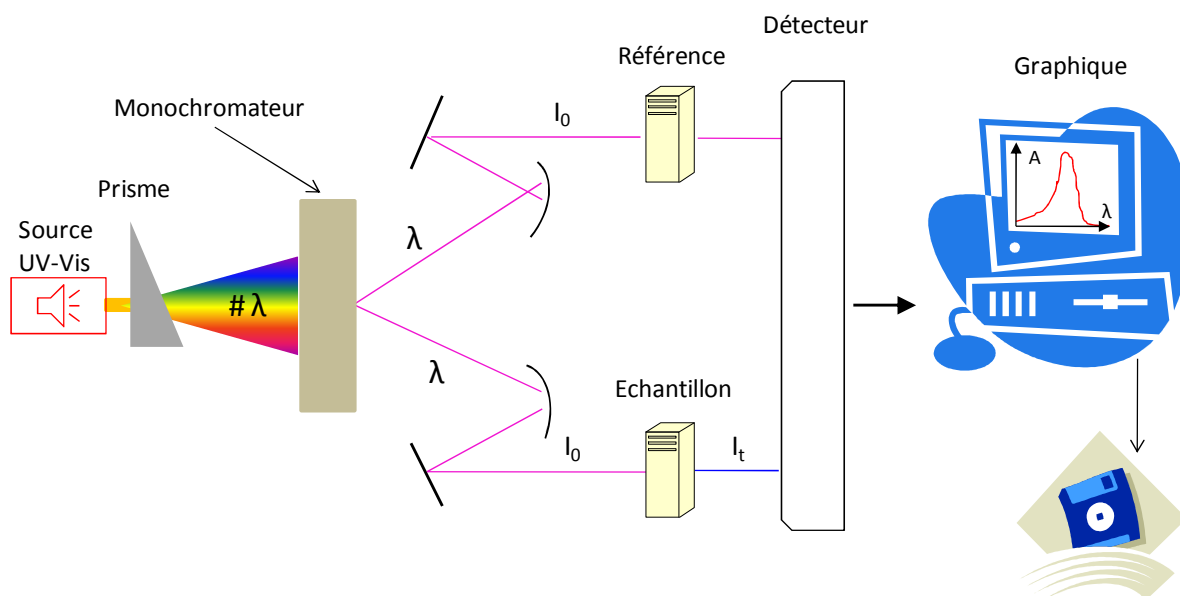 Détecteur
Référence
Graphique
Monochromateur
I₀
A
λ
Prisme
Source
UV-Vis
λ
# λ
λ
Echantillon
I₀
Iₜ